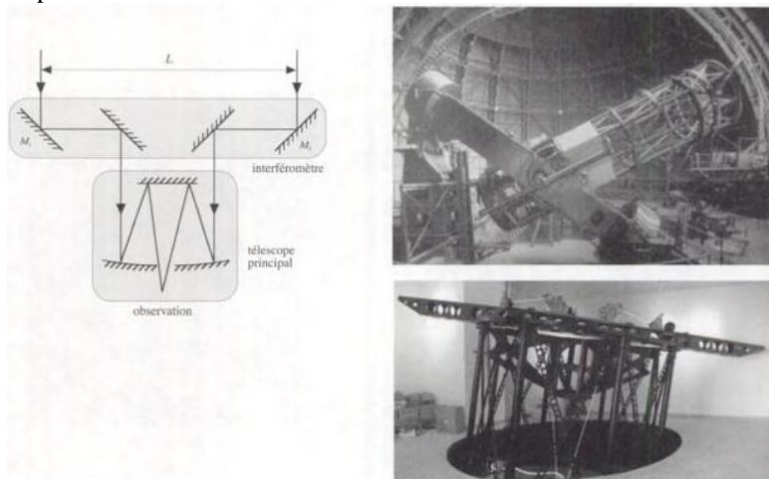 L
M₁
M₂
interféromètre
télescope
principal
observation